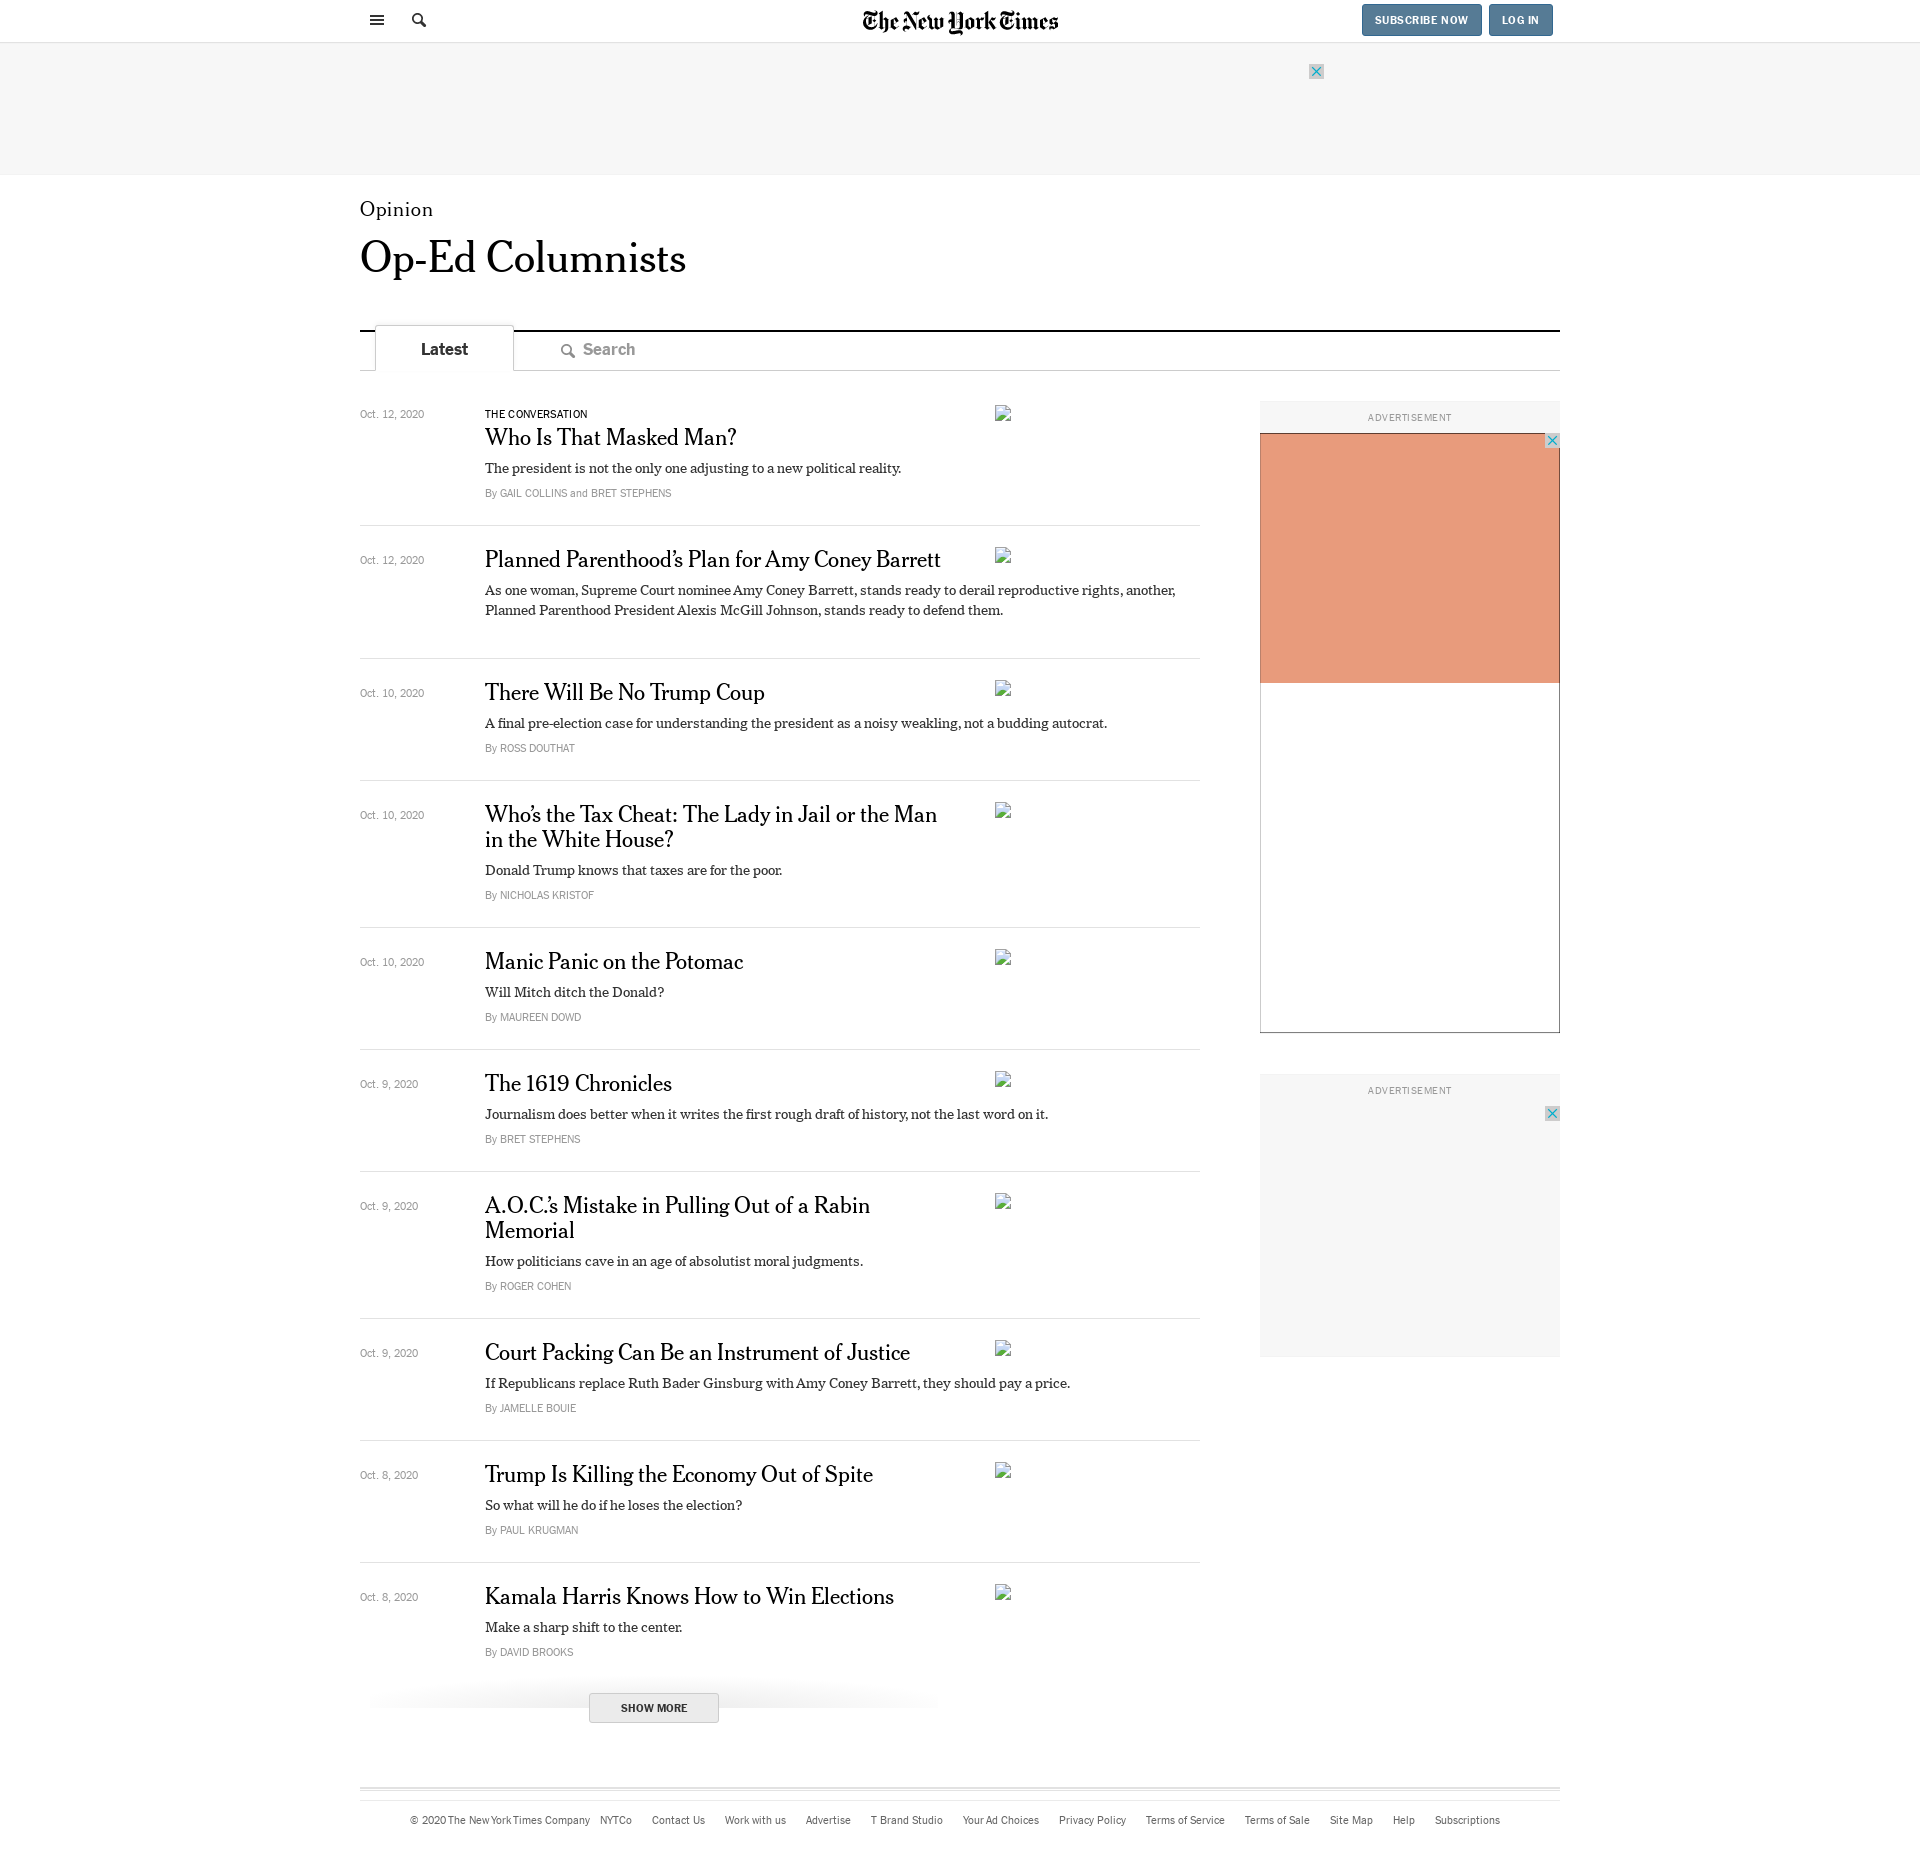 The New York Times
SUBSCRIBE NOW
LOG IN
Opinion
Op-Ed Columnists
Latest
Search
Oct. 12, 2020
THE CONVERSATION
Who Is That Masked Man?
The president is not the only one adjusting to a new political reality.
By GAIL COLLINS and BRET STEPHENS
Oct. 12, 2020
Planned Parenthood’s Plan for Amy Coney Barrett
As one woman, Supreme Court nominee Amy Coney Barrett, stands ready to derail reproductive rights, another,
Planned Parenthood President Alexis McGill Johnson, stands ready to defend them.
Oct. 10, 2020
There Will Be No Trump Coup
A final pre-election case for understanding the president as a noisy weakling, not a budding autocrat.
By ROSS DOUTHAT
Oct. 10, 2020
Who’s the Tax Cheat: The Lady in Jail or the Man
in the White House?
Donald Trump knows that taxes are for the poor.
By NICHOLAS KRISTOF
Oct. 10, 2020
Manic Panic on the Potomac
Will Mitch ditch the Donald?
By MAUREEN DOWD
Oct. 9, 2020
The 1619 Chronicles
Journalism does better when it writes the first rough draft of history, not the last word on it.
By BRET STEPHENS
Oct. 9, 2020
A.O.C.’s Mistake in Pulling Out of a Rabin
Memorial
How politicians cave in an age of absolutist moral judgments.
By ROGER COHEN
Oct. 9, 2020
Court Packing Can Be an Instrument of Justice
If Republicans replace Ruth Bader Ginsburg with Amy Coney Barrett, they should pay a price.
By JAMELLE BOUIE
Oct. 8, 2020
Trump Is Killing the Economy Out of Spite
So what will he do if he loses the election?
By PAUL KRUGMAN
Oct. 8, 2020
Kamala Harris Knows How to Win Elections
Make a sharp shift to the center.
By DAVID BROOKS
SHOW MORE
ADVERTISEMENT
ADVERTISEMENT
© 2020 The New York Times Company NYTCo Contact Us Work with us Advertise T Brand Studio Your Ad Choices Privacy Policy Terms of Service Terms of Sale Site Map Help Subscriptions